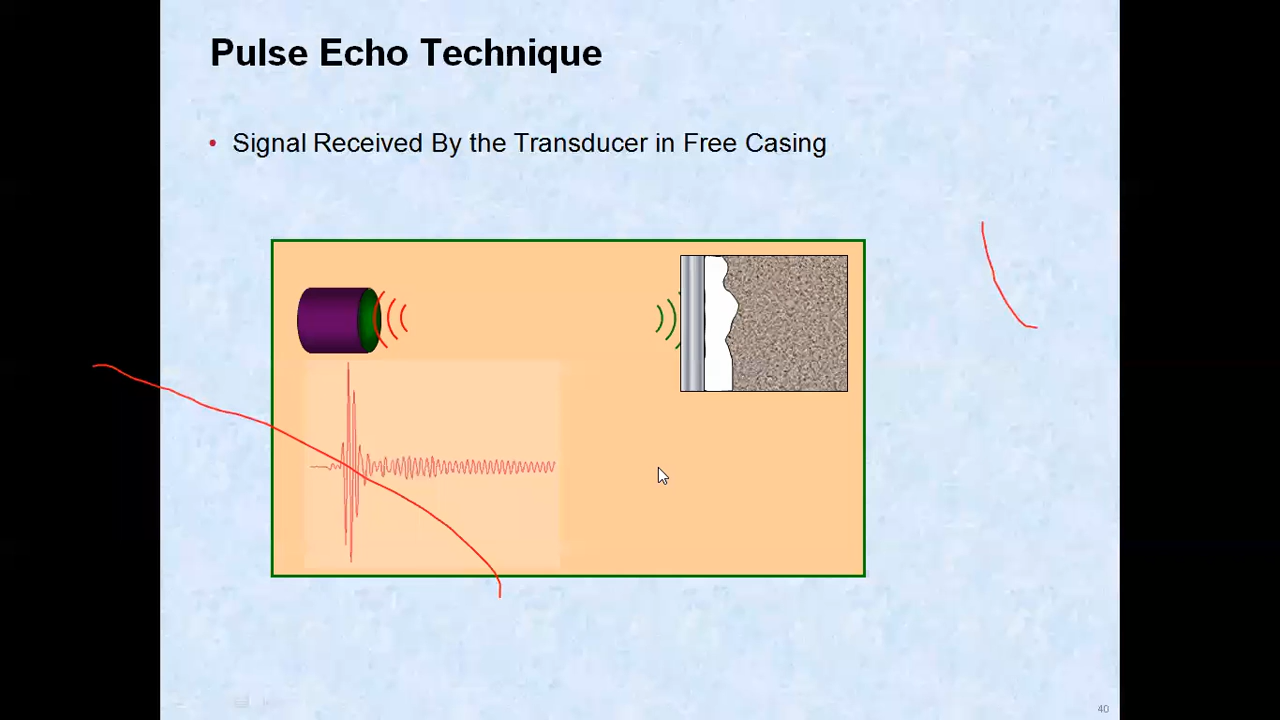 Pulse Echo Technique
• Signal Received By the Transducer in Free Casing
40